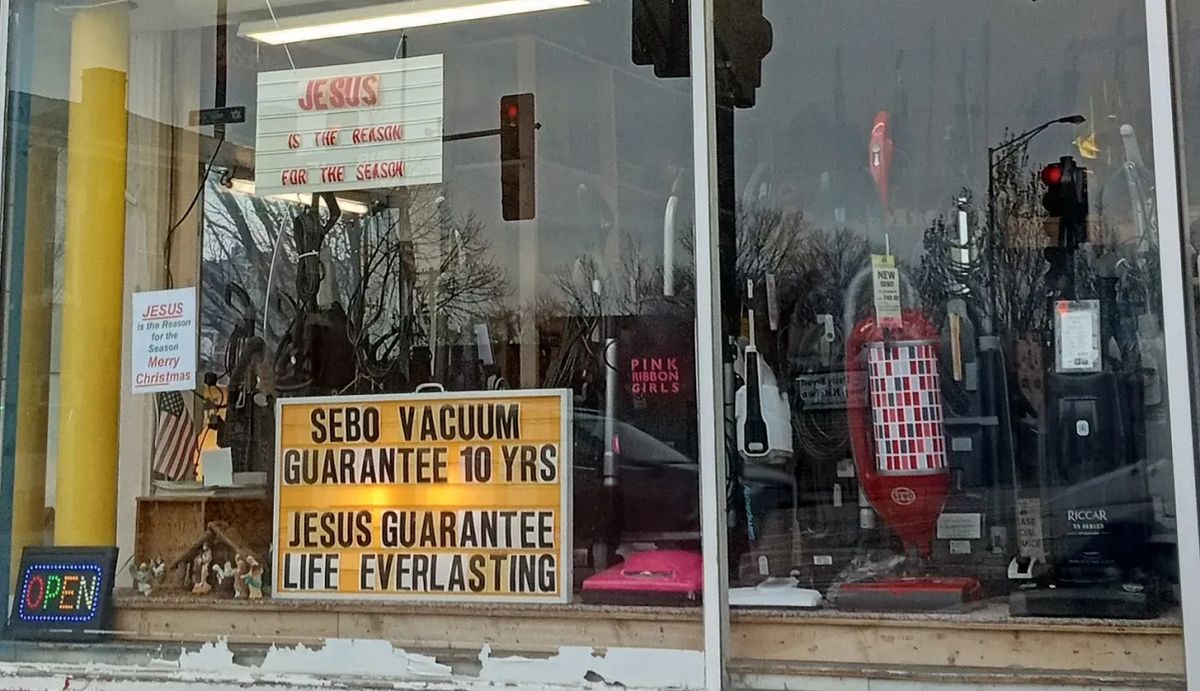 JESUS
IS THE REASON
FOR THE SEASON
JESUS
is the Reason
for the
Season
Merry
Christmas
SEBO VACUUM
GUARANTEE 10 YRS
JESUS GUARANTEE
LIFE EVERLASTING
OPEN
PINK
RIBBON
GIRLS
NEW
SEBO
SEBO
RICCAR